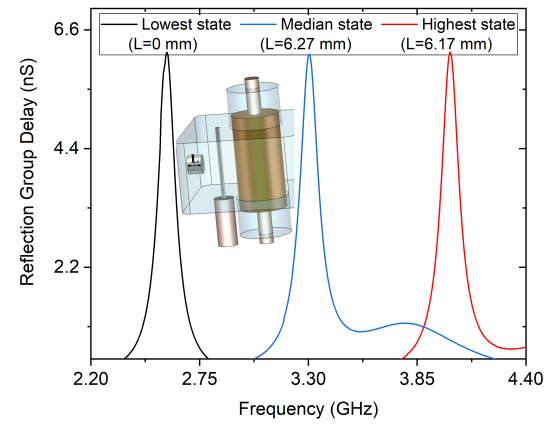 Lowest state Median state Highest state
(L=0 mm) (L=6.27 mm) (L=6.17 mm)
6.6
4.4
2.2
Reflection Group Delay (nS)
L
2.20 2.75 3.30 3.85 4.40
Frequency (GHz)